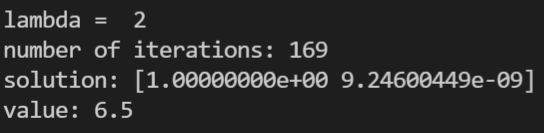 lambda =  2
number of iterations: 169
solution: [1.00000000e+00 9.24600449e-09]
value: 6.5